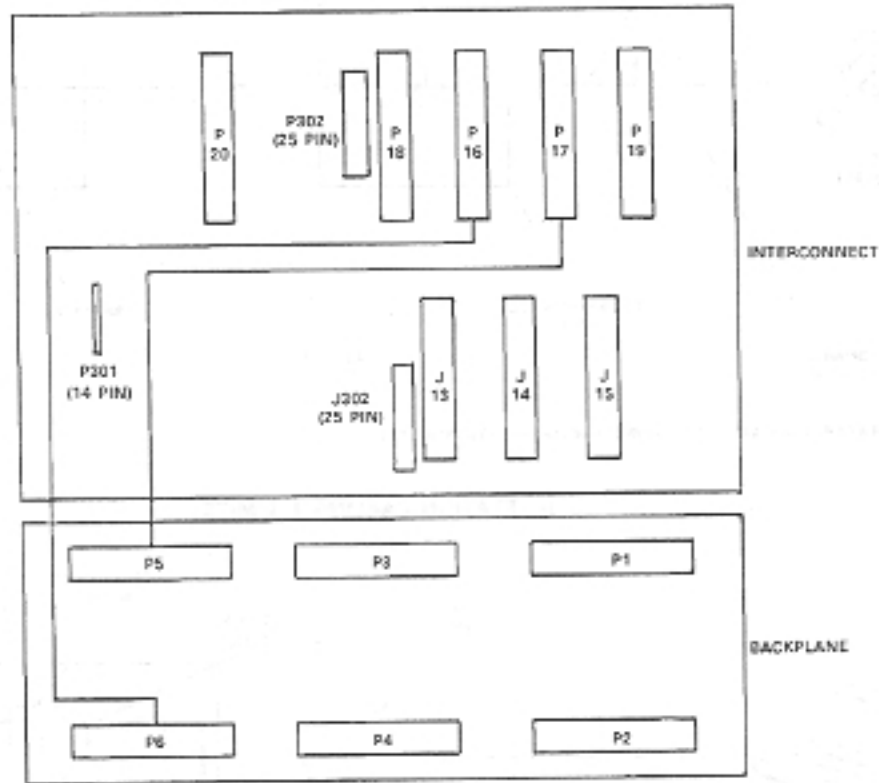 P302
(25 PIN)
P
20
P
18
P
16
P
17
P
19
INTERCONNECT
P301
(14 PIN)
J302
(25 PIN)
J
13
J
14
J
15
P5
P3
P1
BACKPLANE
P6
P4
P2